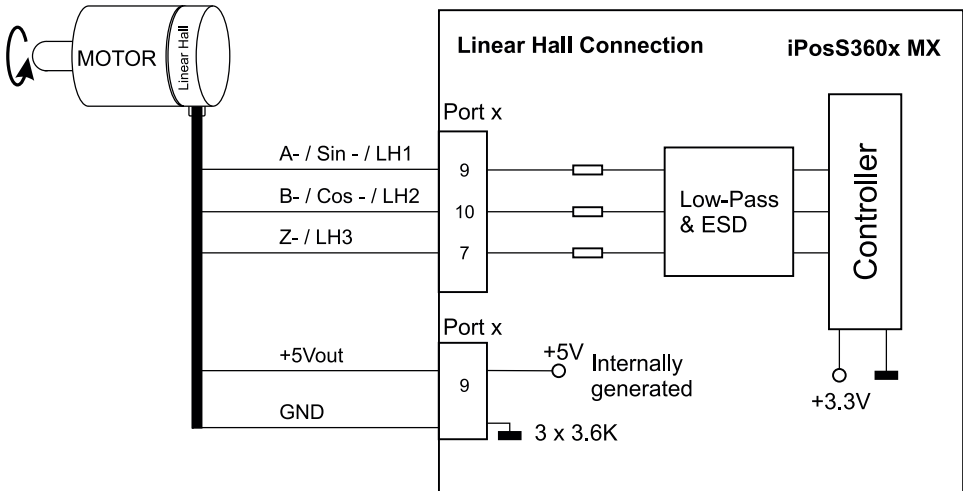 Linear Hall Connection
iPosS360x MX
MOTOR
Linear Hall
Port x
A- / Sin - / LH1
9
B- / Cos - / LH2
10
Z- / LH3
7
Low-Pass
& ESD
Controller
+3.3V
Port x
+5Vout
9
+5V
Internally
generated
GND
3 x 3.6K